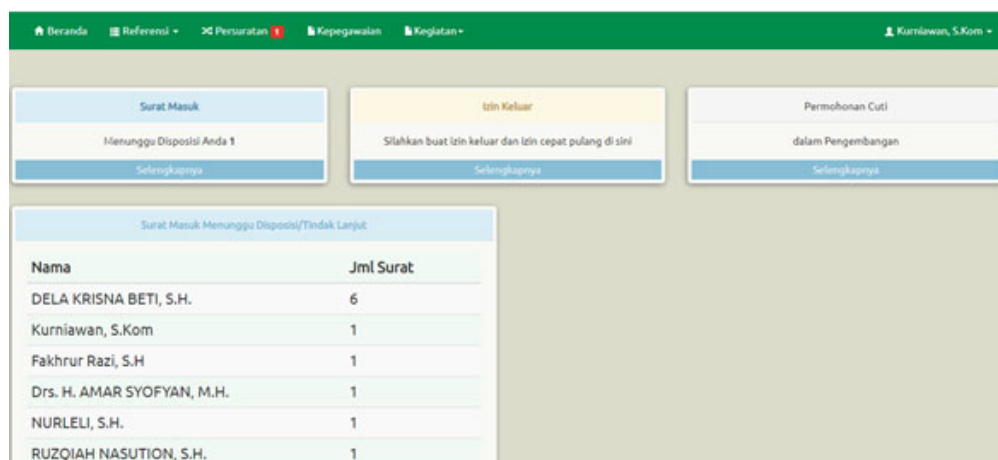 Beranda Referensi Persuratan 1 Kepegawaian Kegiatan Kurniawan, S.Kom
Surat Masuk
Menunggu Disposisi Anda 1
Selengkapnya
Izin Keluar
Silahkan buat izin keluar dan izin cepat pulang di sini
Selengkapnya
Permohonan Cuti
dalam Pengembangan
Selengkapnya
Surat Masuk Menunggu Disposisi/Tindak Lanjut
Nama Jml Surat
DELA KRISNA BETI, S.H. 6
Kurniawan, S.Kom 1
Fakhrur Razi, S.H 1
Drs. H. AMAR SYOFYAN, M.H. 1
NURLELI, S.H. 1
RUZQIAH NASUTION, S.H. 1